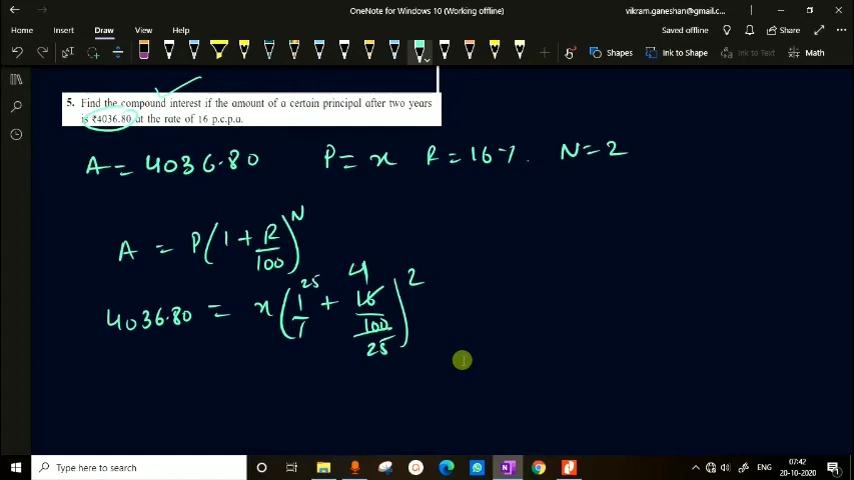 OneNote for Windows 10 (Working offline)
vikram.ganeshan@gmail.c...
Home Insert Draw View Help
Saved offline Share
Shapes Ink to Shape Ink to Text Math
5. Find the compound interest if the amount of a certain principal after two years
is ₹4036.80 at the rate of 16 p.c.p.a.
A = 4036.80 P = x R = 16%. N = 2
A = P(1 + R/100)^N
4036.80 = x(1/1 + 16/100)^2
25 4
25
Type here to search
ENG
07:42
20-10-2020